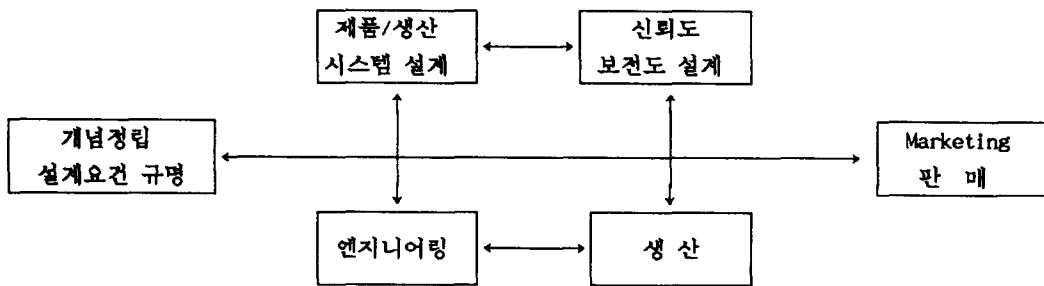 제품/생산
시스템 설계
신뢰도
보전도 설계
개념정립
설계요건 규명
Marketing
판 매
엔지니어링
생 산